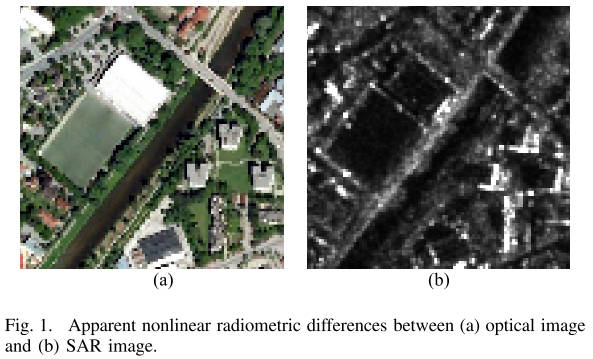 (a)
(b)
Fig. 1. Apparent nonlinear radiometric differences between (a) optical image
and (b) SAR image.